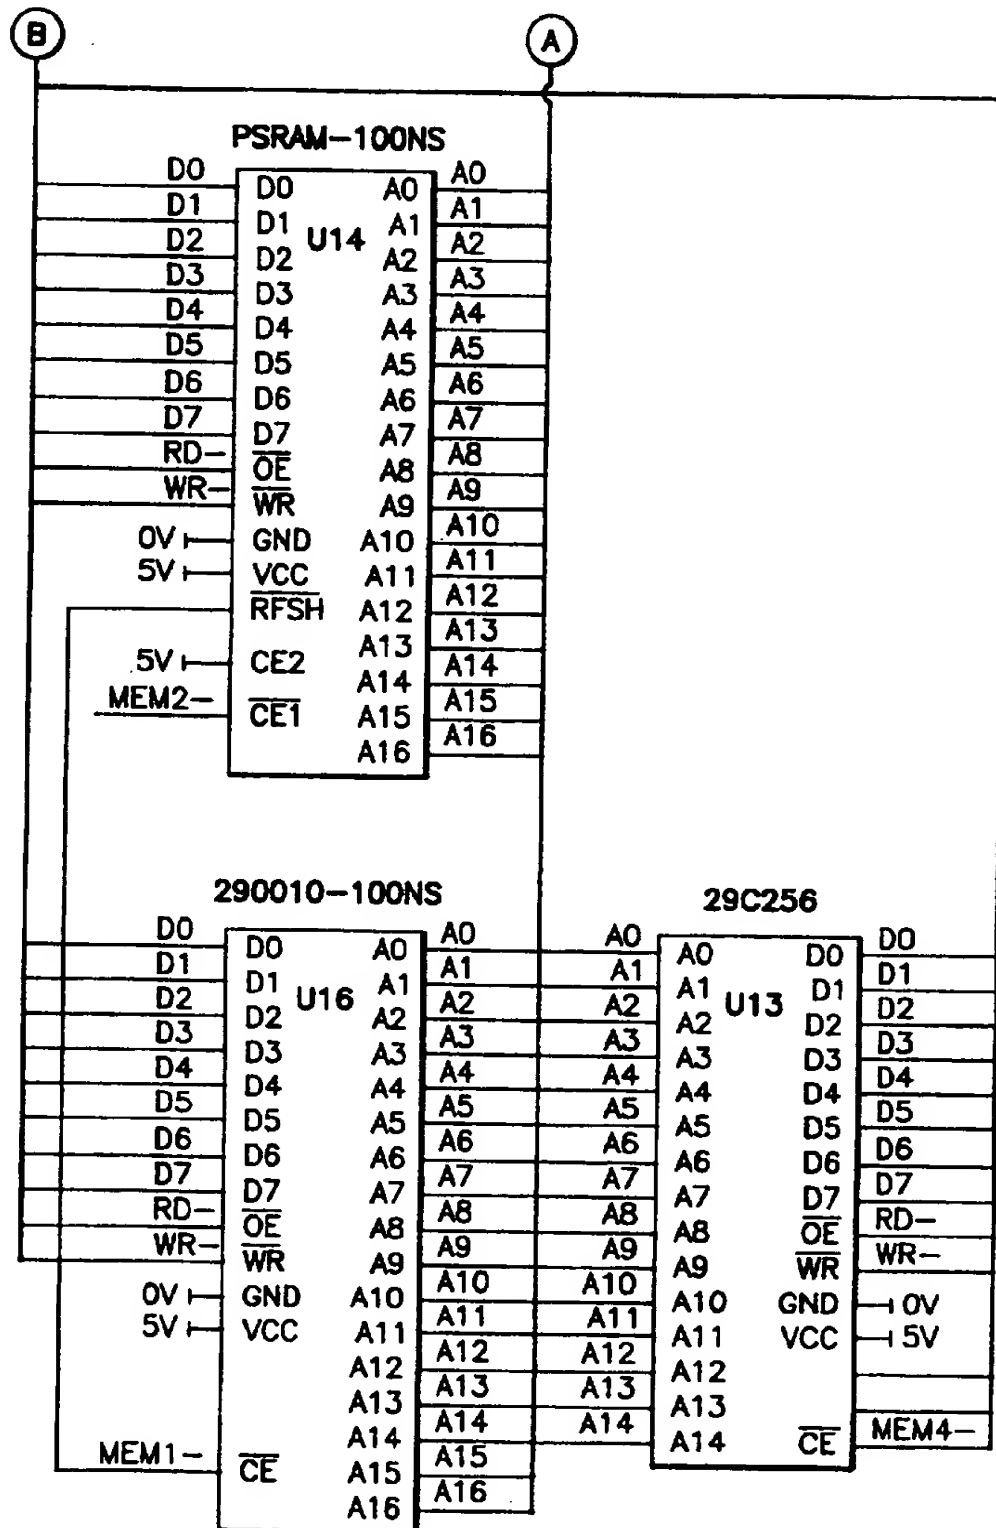 B A
PSRAM-100NS
D0 D0 A0 A0
D1 D1 U14 A1 A1
D2 D2 A2 A2
D3 D3 A3 A3
D4 D4 A4 A4
D5 D5 A5 A5
D6 D6 A6 A6
D7 D7 A7 A7
RD- OE A8 A8
WR- WR A9 A9
0V GND A10 A10
5V VCC A11 A11
RFSH A12 A12
A13 A13
5V CE2 A14 A14
MEM2- CE1 A15 A15
A16 A16
290010-100NS 29C256
D0 D0 A0 A0 A0 A0 D0 D0
D1 D1 U16 A1 A1 A1 A1 U13 D1 D1
D2 D2 A2 A2 A2 A2 D2 D2
D3 D3 A3 A3 A3 A3 D3 D3
D4 D4 A4 A4 A4 A4 D4 D4
D5 D5 A5 A5 A5 A5 D5 D5
D6 D6 A6 A6 A6 A6 D6 D6
D7 D7 A7 A7 A7 A7 D7 D7
RD- OE A8 A8 A8 A8 OE RD-
WR- WR A9 A9 A9 A9 WR WR-
0V GND A10 A10 A10 A10 GND 0V
5V VCC A11 A11 A11 A11 VCC 5V
A12 A12 A12 A12
A13 A13 A13 A13
A14 A14 A14 A14 CE MEM4-
MEM1- CE A15 A15
A16 A16